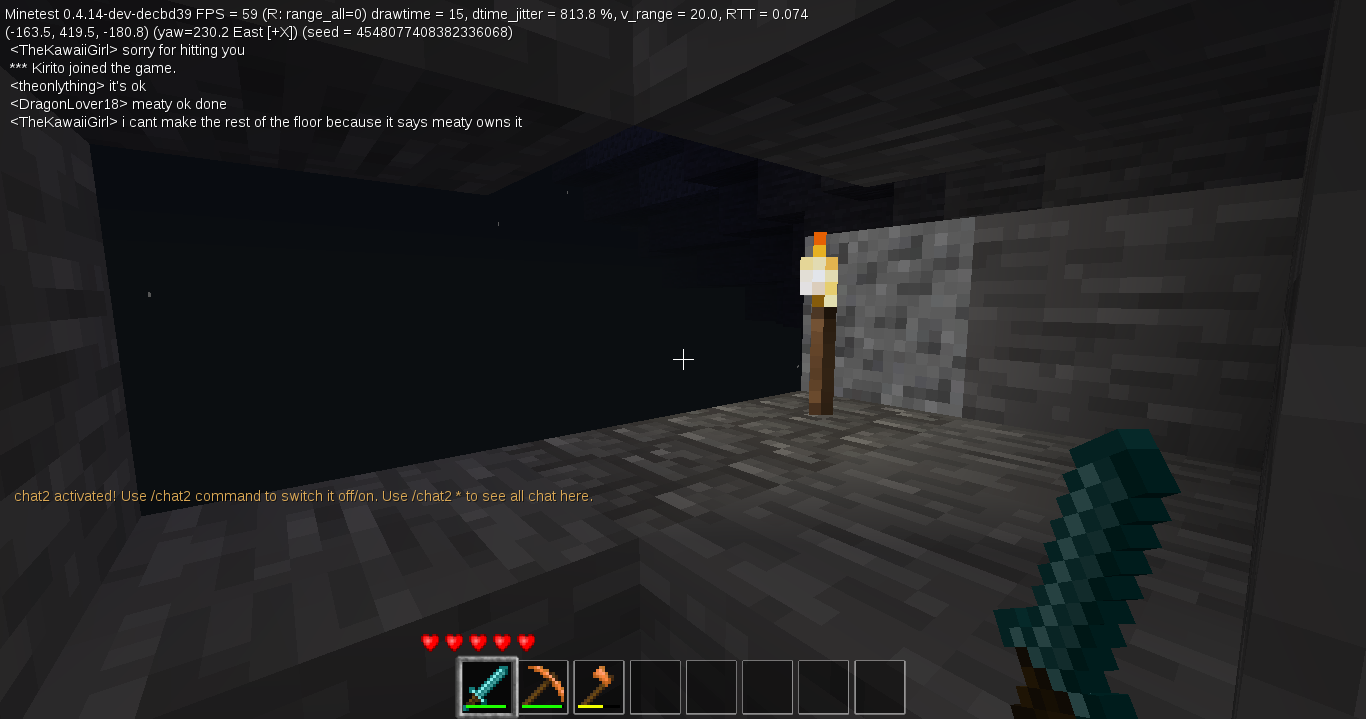 Minetest 0.4.14-dev-decbd39 FPS = 59 (R: range_all=0) drawtime = 15, dtime_jitter = 813.8 %, v_range = 20.0, RTT = 0.074
(-163.5, 419.5, -180.8) (yaw=230.2 East [+X]) (seed = 4548077408382336068)
<TheKawaiiGirl> sorry for hitting you
*** Kirito joined the game.
<theonlything> it's ok
<DragonLover18> meaty ok done
<TheKawaiiGirl> i cant make the rest of the floor because it says meaty owns it
chat2 activated! Use /chat2 command to switch it off/on. Use /chat2 * to see all chat here.